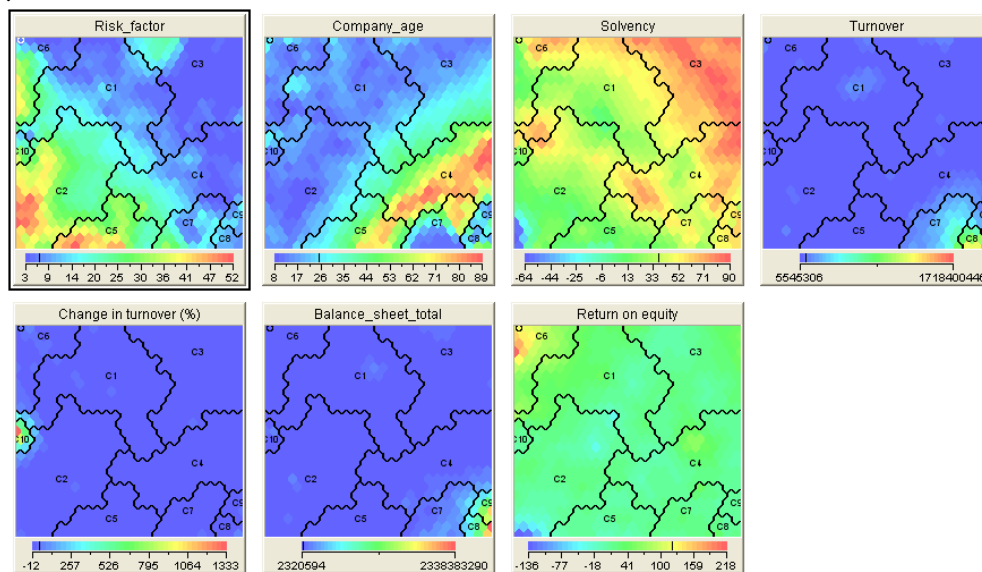 Risk_factor
C6
C3
C1
C10
C4
C2
C9
C7
C5
C8
3 9 14 20 25 30 36 41 47 52
Company_age
C6
C3
C1
C4
C2
C7
C5
C8
8 17 25 35 44 53 62 71 80 89
Solvency
C6
C3
C1
C10
C4
C2
C9
C7
C5
C8
-64 -44 -25 -6 13 33 52 71 90
Turnover
C6
C3
C1
C10
C4
C2
C9
C7
C5
C8
5545306 1718400446
Change in turnover (%)
C6
C3
C1
C10
C4
C2
C9
C7
C5
C8
-12 257 526 795 1064 1333
Balance_sheet_total
C6
C3
C1
C10
C4
C2
C9
C7
C5
C8
2320594 2338383290
Return on equity
C6
C3
C1
C10
C4
C2
C9
C7
C5
C8
-136 -77 -18 41 100 159 218